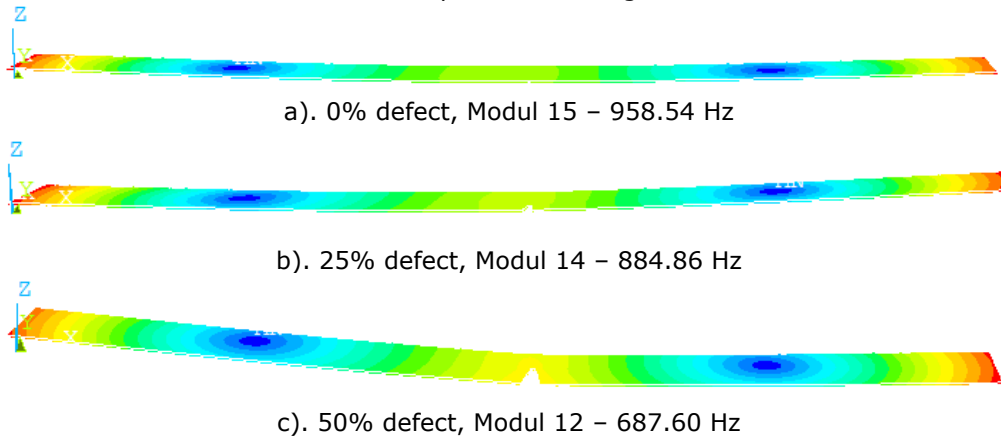 Z
Y X
a). 0% defect, Modul 15 – 958.54 Hz
Z
Y X MN
b). 25% defect, Modul 14 – 884.86 Hz
Z
Y X
c). 50% defect, Modul 12 – 687.60 Hz